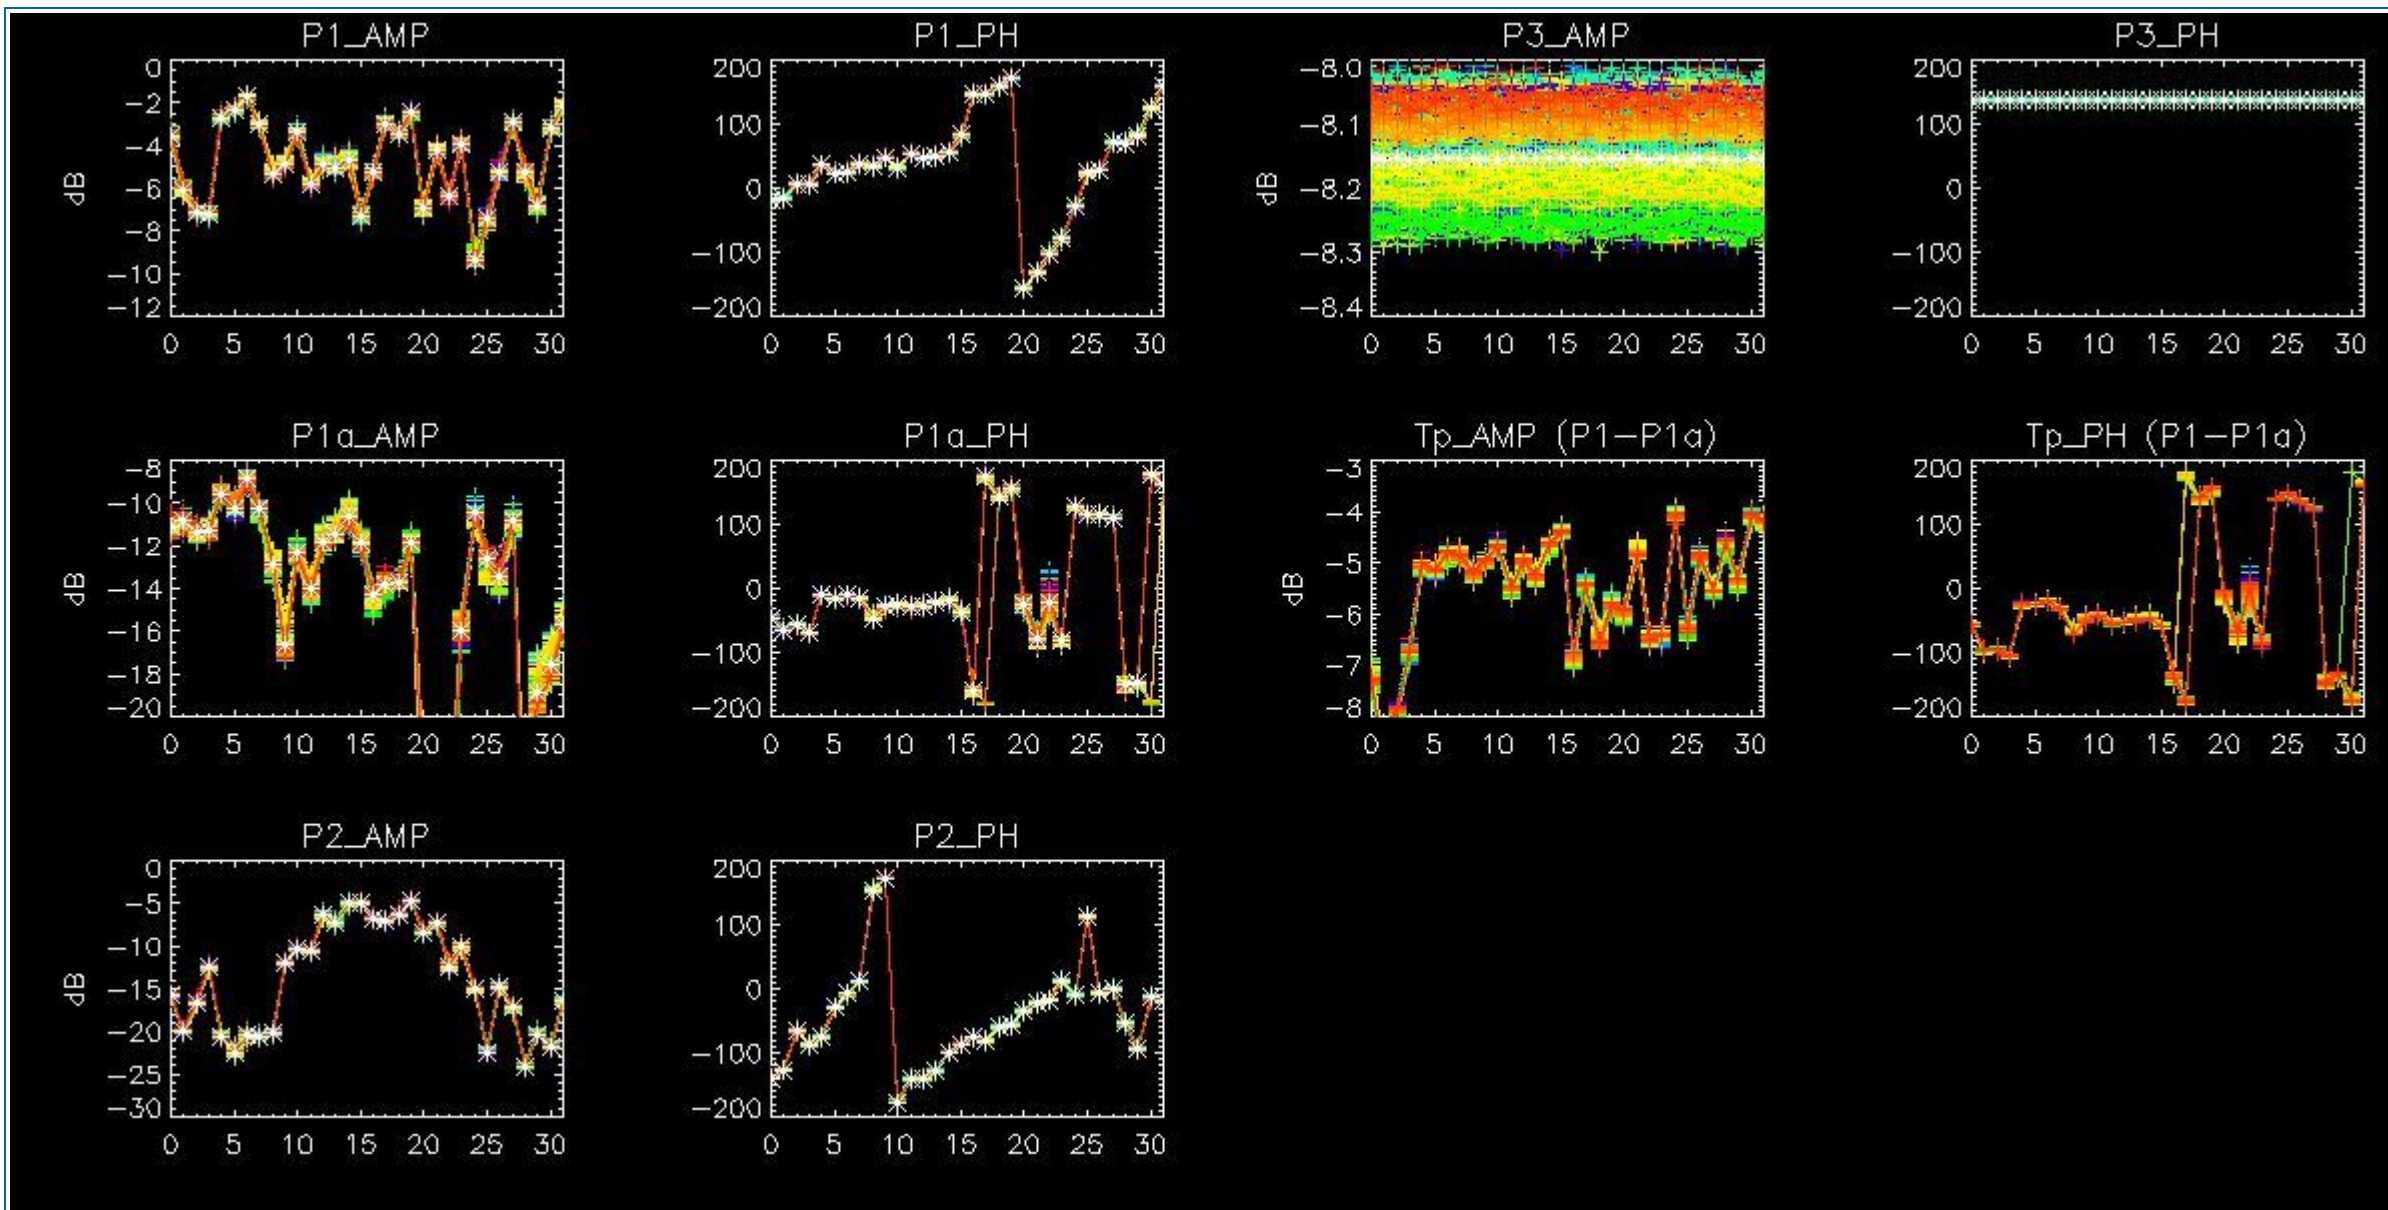 P1_AMP
0
−2
−4
−6
−8
−10
−12
dB
0 5 10 15 20 25 30
P1_PH
200
100
0
−100
−200
0 5 10 15 20 25 30
P3_AMP
−8.0
−8.1
−8.2
−8.3
−8.4
dB
0 5 10 15 20 25 30
P3_PH
200
100
0
−100
−200
0 5 10 15 20 25 30
P1a_AMP
−8
−10
−12
−14
−16
−18
−20
dB
0 5 10 15 20 25 30
P1a_PH
200
100
0
−100
−200
0 5 10 15 20 25 30
Tp_AMP (P1−P1a)
−3
−4
−5
−6
−7
−8
dB
0 5 10 15 20 25 30
Tp_PH (P1−P1a)
200
100
0
−100
−200
0 5 10 15 20 25 30
P2_AMP
0
−5
−10
−15
−20
−25
−30
dB
0 5 10 15 20 25 30
P2_PH
200
100
0
−100
−200
0 5 10 15 20 25 30